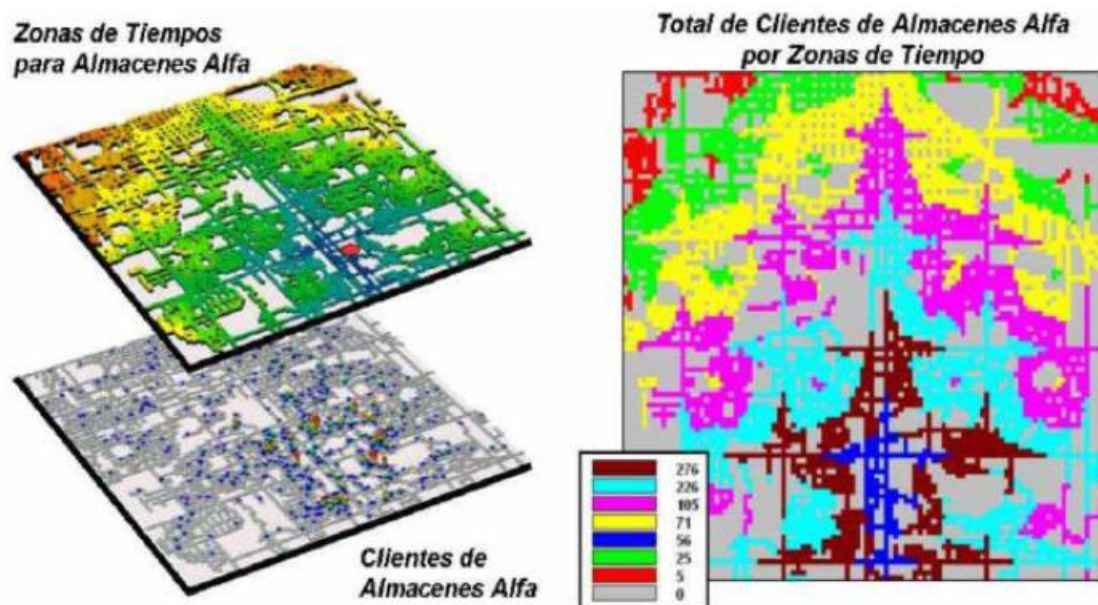 Zonas de Tiempos
para Almacenes Alfa
Total de Clientes de Almacenes Alfa
por Zonas de Tiempo
276
226
105
71
56
25
5
0
Clientes de
Almacenes Alfa